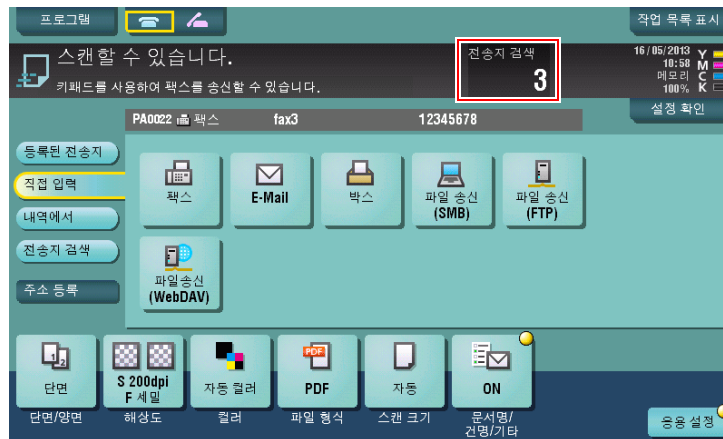 프로그램
작업 목록 표시
스캔할 수 있습니다.
키패드를 사용하여 팩스를 송신할 수 있습니다.
전송지 검색
3
16/05/2013
10:58
메모리
100%
Y
M
C
K
설정 확인
PA0022 팩스 fax3 12345678
등록된 전송지
직접 입력
내역에서
전송지 검색
주소 등록
팩스
E-Mail
박스
파일 송신
(SMB)
파일 송신
(FTP)
파일송신
(WebDAV)
1
2
단면
S 200dpi
F 세밀
자동 컬러
PDF
PDF
자동
ON
단면/양면
해상도
컬러
파일 형식
스캔 크기
문서명/
건명/기타
응용 설정